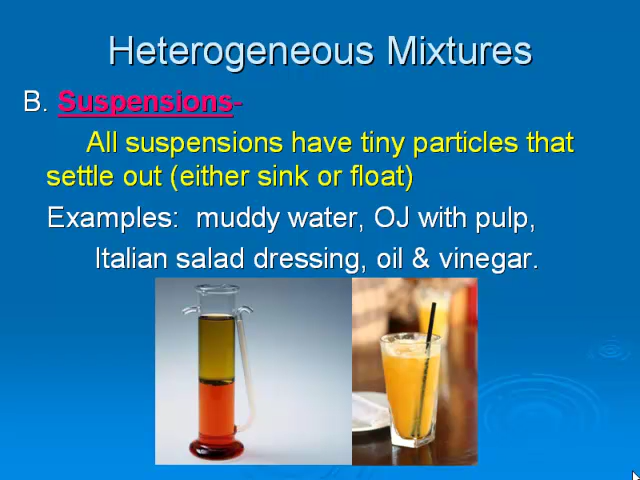 Heterogeneous Mixtures
B. Suspensions-
All suspensions have tiny particles that
settle out (either sink or float)
Examples:  muddy water, OJ with pulp,
Italian salad dressing, oil & vinegar.